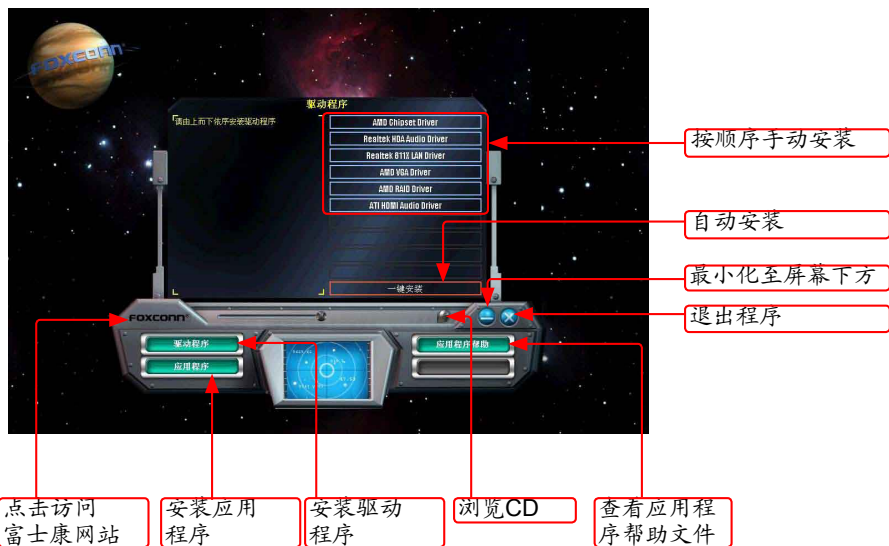 FOXCONN®
驱动程序
请由上而下依序安装驱动程序
AMD Chipset Driver
Realtek HDA Audio Driver
Realtek 811X LAN Driver
AMD VGA Driver
AMD RAID Driver
ATI HDMI Audio Driver
一键安装
FOXCONN®
驱动程序
应用程序
应用程序帮助
按顺序手动安装
自动安装
最小化至屏幕下方
退出程序
点击访问
富士康网站
安装应用
程序
安装驱动
程序
浏览CD
查看应用程
序帮助文件